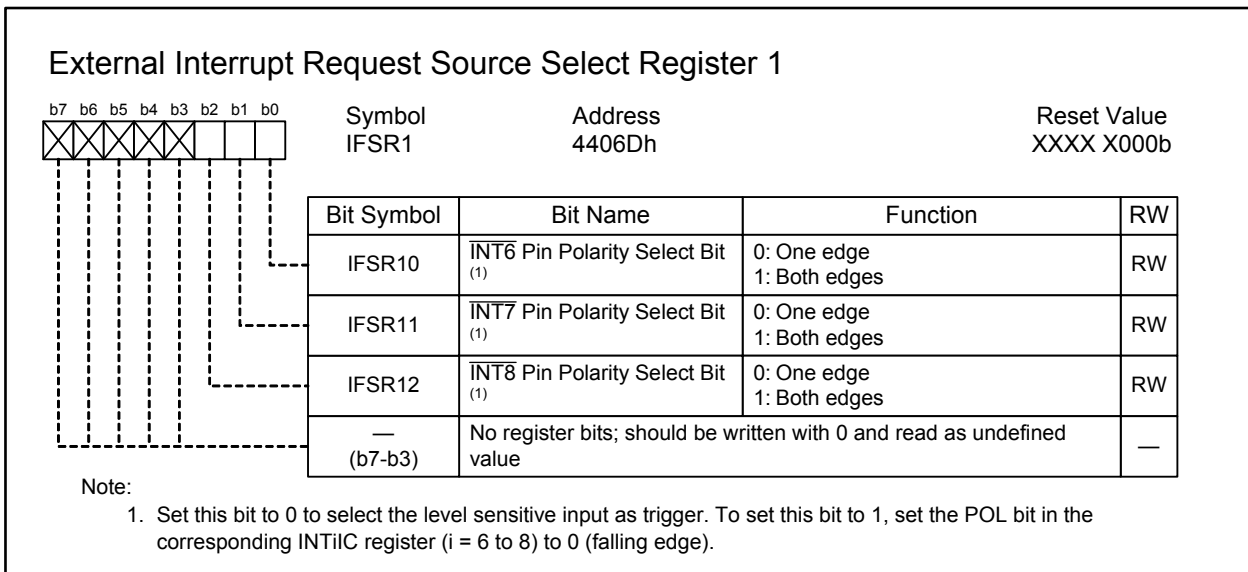 External Interrupt Request Source Select Register 1
b7 b6 b5 b4 b3 b2 b1 b0
Symbol Address Reset Value
IFSR1 4406Dh XXXX X000b
Bit Symbol Bit Name Function RW
IFSR10 INT6 Pin Polarity Select Bit (1) 0: One edge 1: Both edges RW
IFSR11 INT7 Pin Polarity Select Bit (1) 0: One edge 1: Both edges RW
IFSR12 INT8 Pin Polarity Select Bit (1) 0: One edge 1: Both edges RW
— (b7-b3) No register bits; should be written with 0 and read as undefined value —
Note:
1. Set this bit to 0 to select the level sensitive input as trigger. To set this bit to 1, set the POL bit in the
corresponding INTiIC register (i = 6 to 8) to 0 (falling edge).